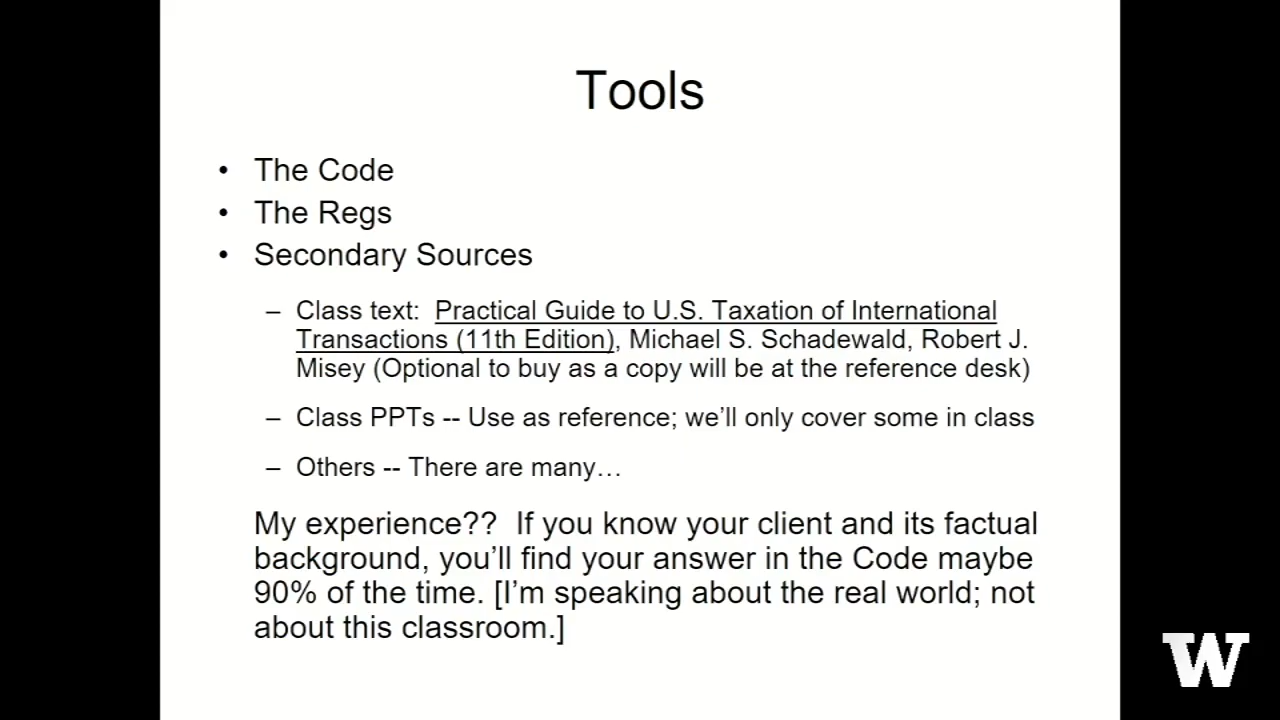 Tools
• The Code
• The Regs
• Secondary Sources
– Class text: Practical Guide to U.S. Taxation of International
Transactions (11th Edition), Michael S. Schadewald, Robert J.
Misey (Optional to buy as a copy will be at the reference desk)
– Class PPTs -- Use as reference; we’ll only cover some in class
– Others -- There are many…
My experience?? If you know your client and its factual
background, you’ll find your answer in the Code maybe
90% of the time. [I’m speaking about the real world; not
about this classroom.]
W